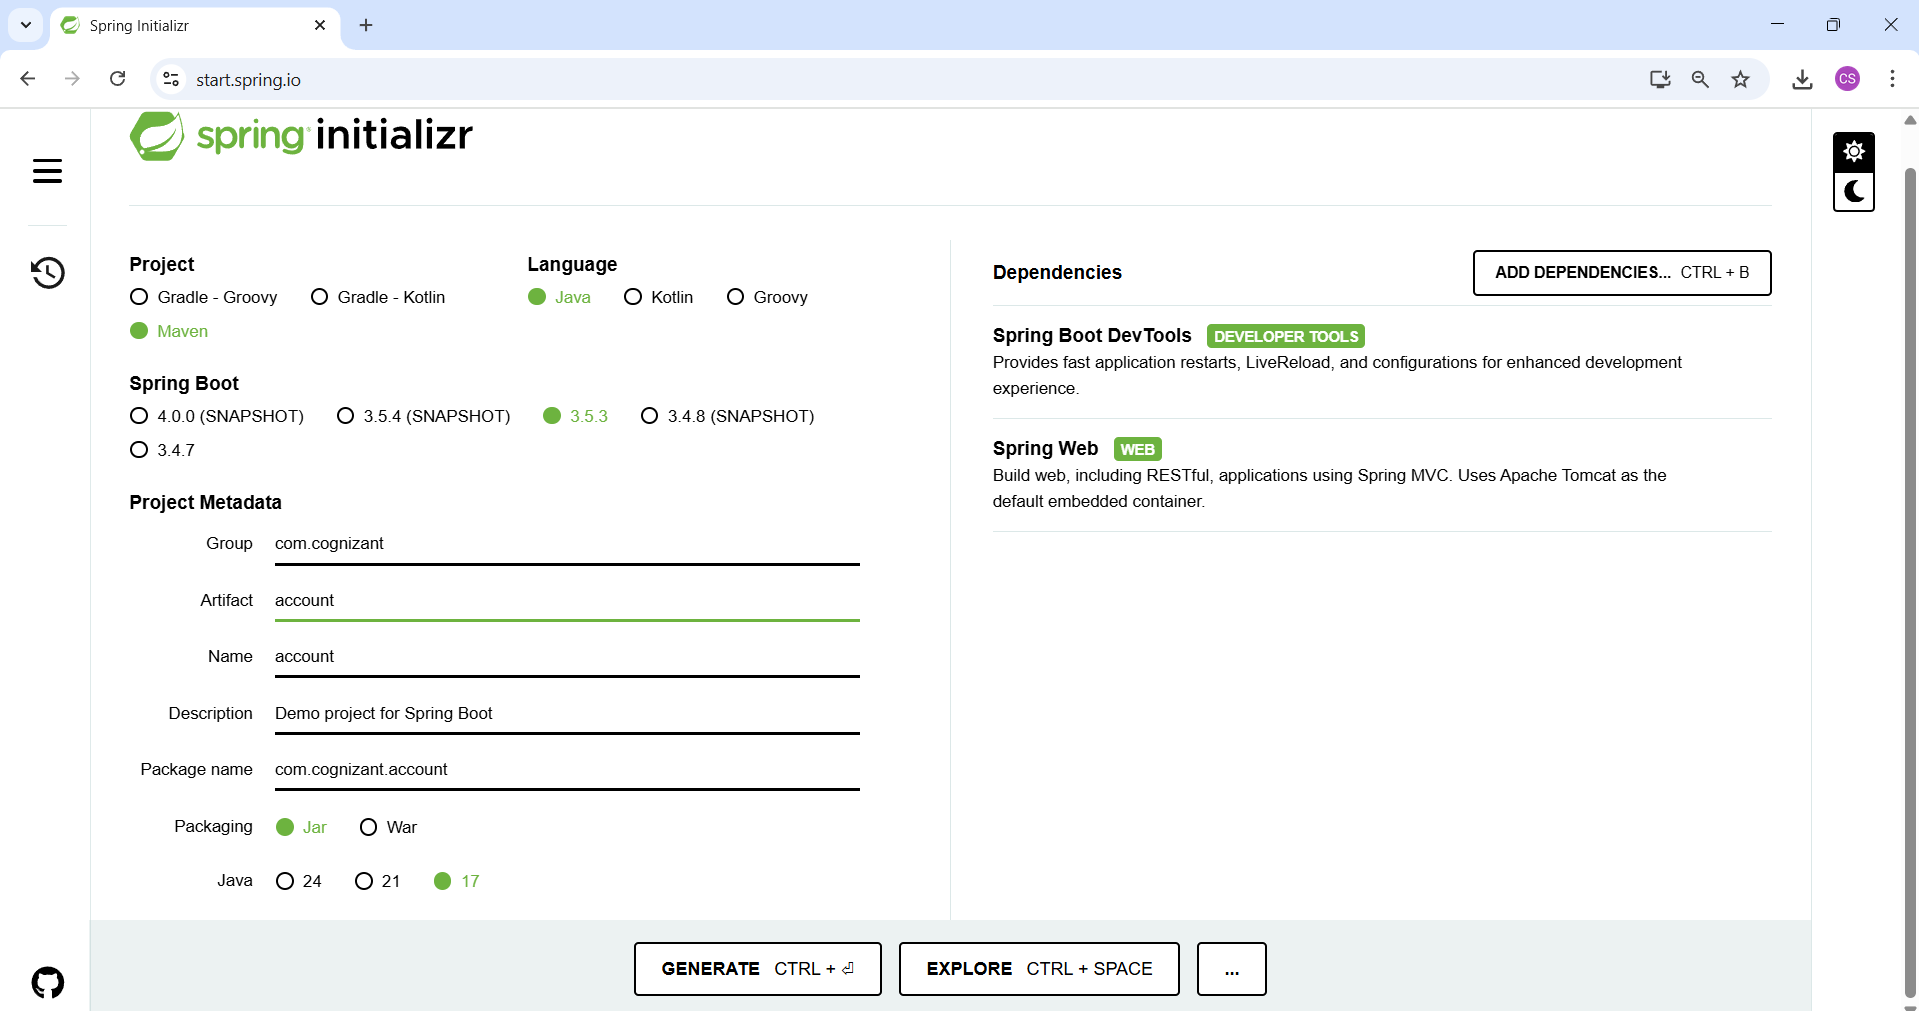 Spring Initializr
start.spring.io
CS
spring initializr
Project
Gradle - Groovy
Gradle - Kotlin
Maven
Language
Java
Kotlin
Groovy
Spring Boot
4.0.0 (SNAPSHOT)
3.5.4 (SNAPSHOT)
3.5.3
3.4.8 (SNAPSHOT)
3.4.7
Project Metadata
Group com.cognizant
Artifact account
Name account
Description Demo project for Spring Boot
Package name com.cognizant.account
Packaging Jar War
Java 24 21 17
Dependencies
ADD DEPENDENCIES... CTRL + B
Spring Boot DevTools DEVELOPER TOOLS
Provides fast application restarts, LiveReload, and configurations for enhanced development
experience.
Spring Web WEB
Build web, including RESTful, applications using Spring MVC. Uses Apache Tomcat as the
default embedded container.
GENERATE CTRL + ⏎
EXPLORE CTRL + SPACE
...